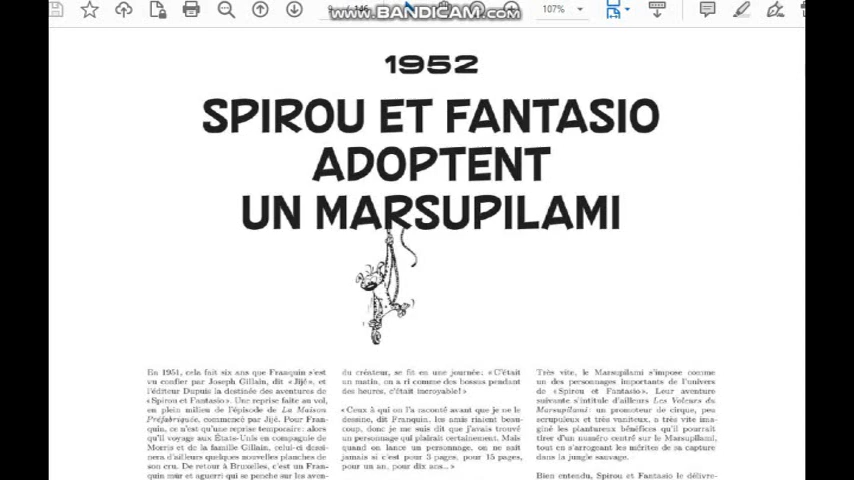 9 / 146
107%
www.BANDICAM.com
1952
SPIROU ET FANTASIO
ADOPTENT
UN MARSUPILAMI
En 1951, cela fait six ans que Franquin s'est
vu confier par Joseph Gillain, dit « Jijé », et
l'éditeur Dupuis la destinée des aventures de
« Spirou et Fantasio ». Une reprise faite au vol,
en plein milieu de l'épisode de La Maison
Préfabriquée, commencé par Jijé. Pour Fran-
quin, ce n'est qu'une reprise temporaire : alors
qu'il voyage aux États-Unis en compagnie de
Morris et de la famille Gillain, celui-ci dessi-
nera d'ailleurs quelques nouvelles planches de
son cru. De retour à Bruxelles, c'est un Fran-
quin mûr et aguerri qui se penche sur les aven-
du créateur, se fit en une journée : « C'était
un matin, on a ri comme des bossus pendant
des heures, c'était incroyable ! »
« Ceux à qui on l'a raconté avant que je ne le
dessine, dit Franquin, les amis riaient beau-
coup, donc je me suis dit que j'avais trouvé
un personnage qui plairait certainement. Mais
quand on lance un personnage, on ne sait
jamais si c'est pour 3 pages, pour 15 pages,
pour un an, pour dix ans... »
Très vite, le Marsupilami s'impose comme
un des personnages importants de l'univers
de « Spirou et Fantasio ». Leur aventure
suivante s'intitule d'ailleurs Les Voleurs du
Marsupilami : un promoteur de cirque, peu
scrupuleux et très vaniteux, a très vite ima-
giné les plantureux bénéfices qu'il pourrait
tirer d'un numéro centré sur le Marsupilami,
tout en s'arrogeant les mérites de sa capture
dans la jungle sauvage.
Bien entendu, Spirou et Fantasio le délivre-